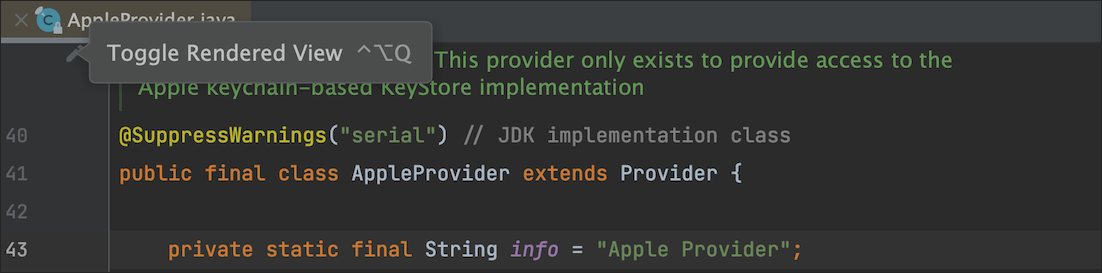 AppleProvider.java
Toggle Rendered View ^⌥Q
This provider only exists to provide access to the
Apple keychain-based KeyStore implementation
40 @SuppressWarnings("serial") // JDK implementation class
41 public final class AppleProvider extends Provider {
42
43 private static final String info = "Apple Provider";